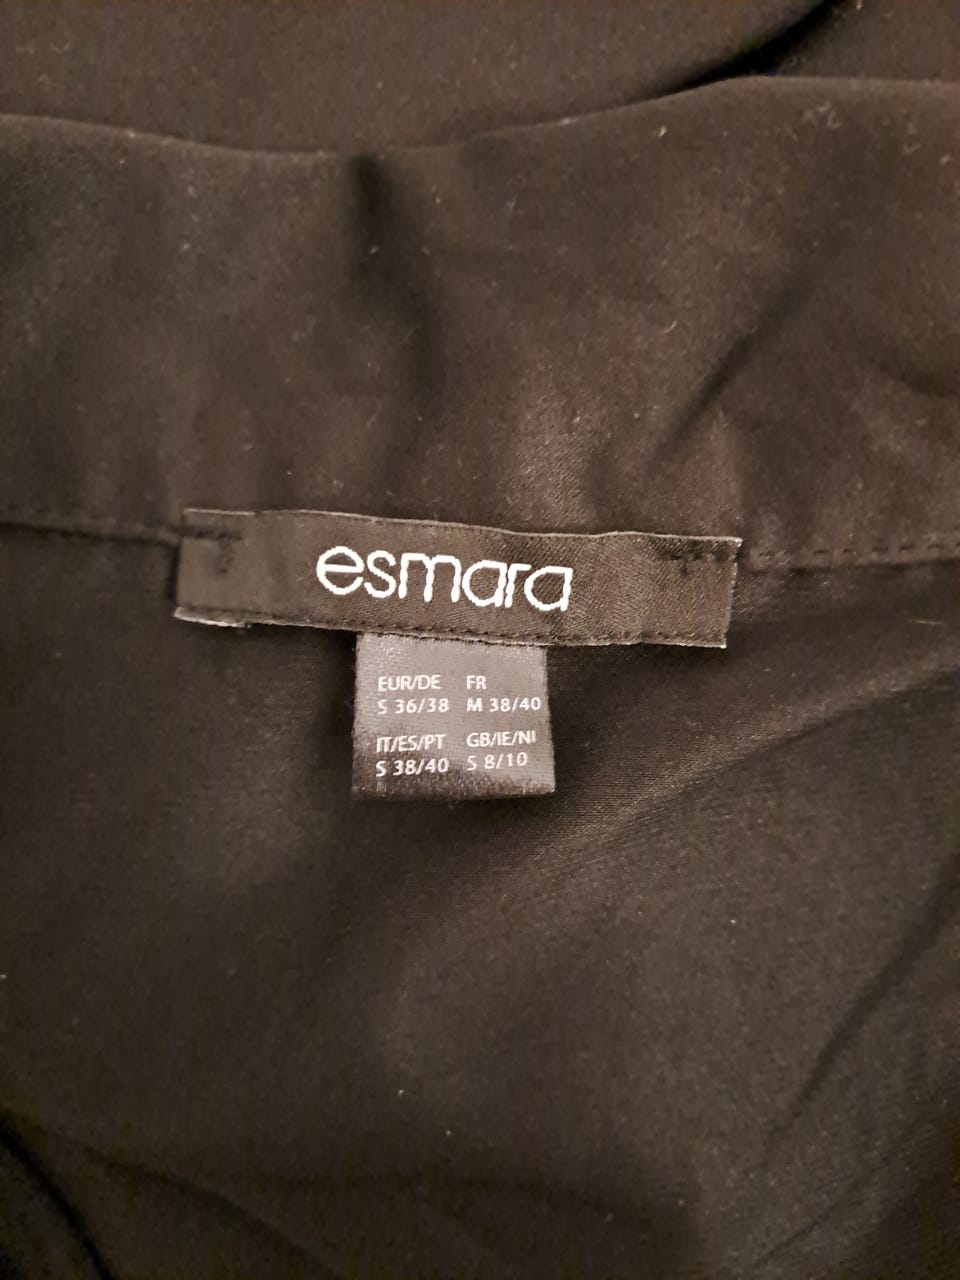 esmara
EUR/DE FR
S 36/38 M 38/40
IT/ES/PT GB/IE/NI
S 38/40 S 8/10